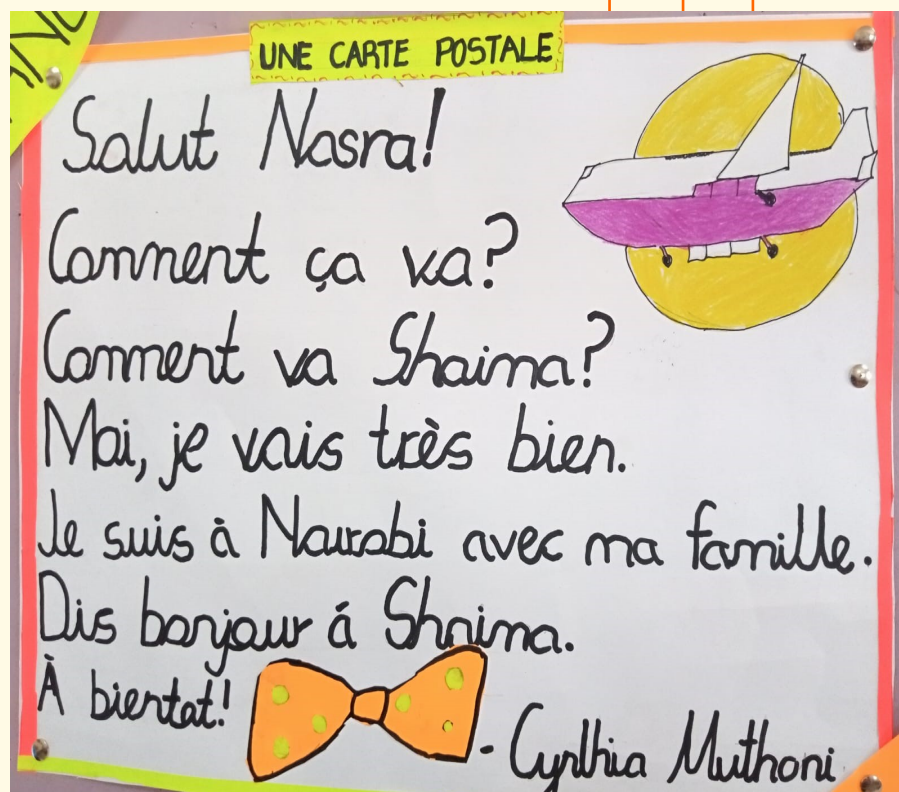 UNE CARTE POSTALE
Salut Nasra!
Comment ça va?
Comment va Shaima?
Moi, je vais très bien.
Je suis à Nairobi avec ma famille.
Dis bonjour á Shaima.
À bientot!
- Cynthia Muthoni